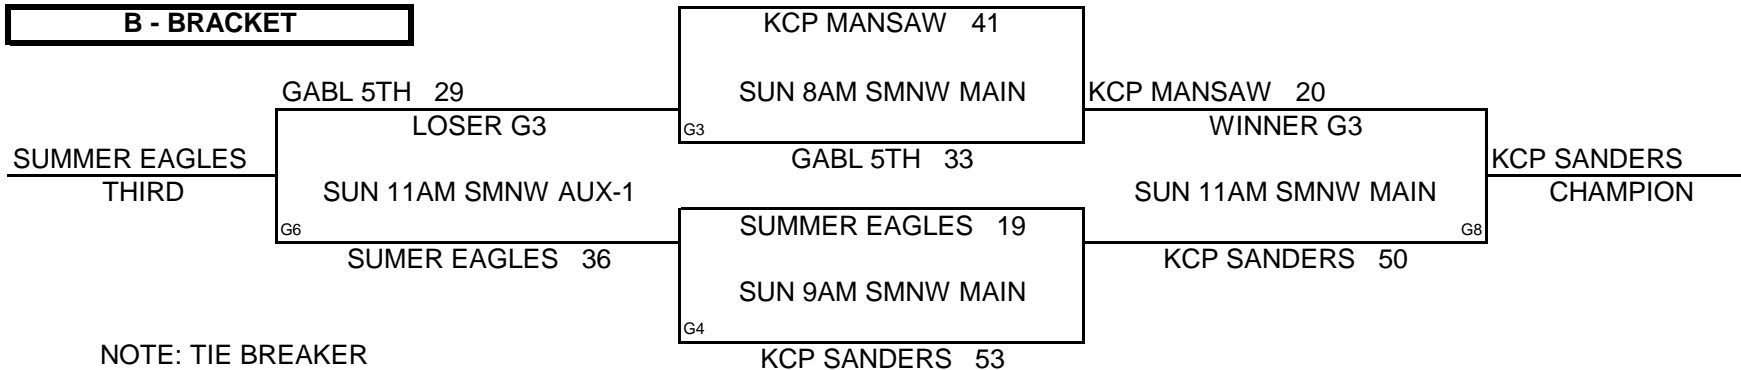 B - BRACKET
KCP MANSAW 41
GABL 5TH 29
SUN 8AM SMNW MAIN
KCP MANSAW 20
LOSER G3
G3
WINNER G3
SUMMER EAGLES
GABL 5TH 33
KCP SANDERS
THIRD
SUN 11AM SMNW AUX-1
SUN 11AM SMNW MAIN
CHAMPION
G6
SUMMER EAGLES 19
G8
SUMER EAGLES 36
KCP SANDERS 50
SUN 9AM SMNW MAIN
G4
NOTE: TIE BREAKER
KCP SANDERS 53